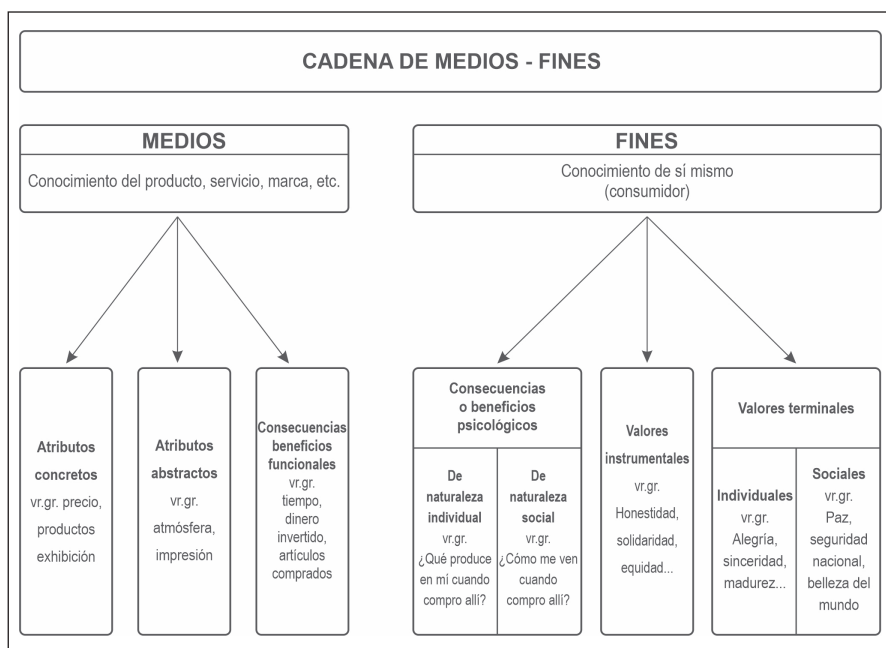 CADENA DE MEDIOS - FINES
MEDIOS
Conocimiento del producto, servicio, marca, etc.
FINES
Conocimiento de sí mismo
(consumidor)
Atributos
concretos
vr.gr. precio,
productos
exhibición
Atributos
abstractos
vr.gr.
atmósfera,
impresión
Consecuencias
beneficios
funcionales
vr.gr.
tiempo,
dinero
invertido,
artículos
comprados
Consecuencias
o beneficios
psicológicos
De
naturaleza
individual
vr.gr.
¿Qué produce
en mí cuando
compro allí?
De
naturaleza
social
vr.gr.
¿Cómo me ven
cuando
compro allí?
Valores
instrumentales
vr.gr.
Honestidad,
solidaridad,
equidad...
Valores terminales
Individuales
vr.gr.
Alegría,
sinceridad,
madurez...
Sociales
vr.gr.
Paz,
seguridad
nacional,
belleza del
mundo